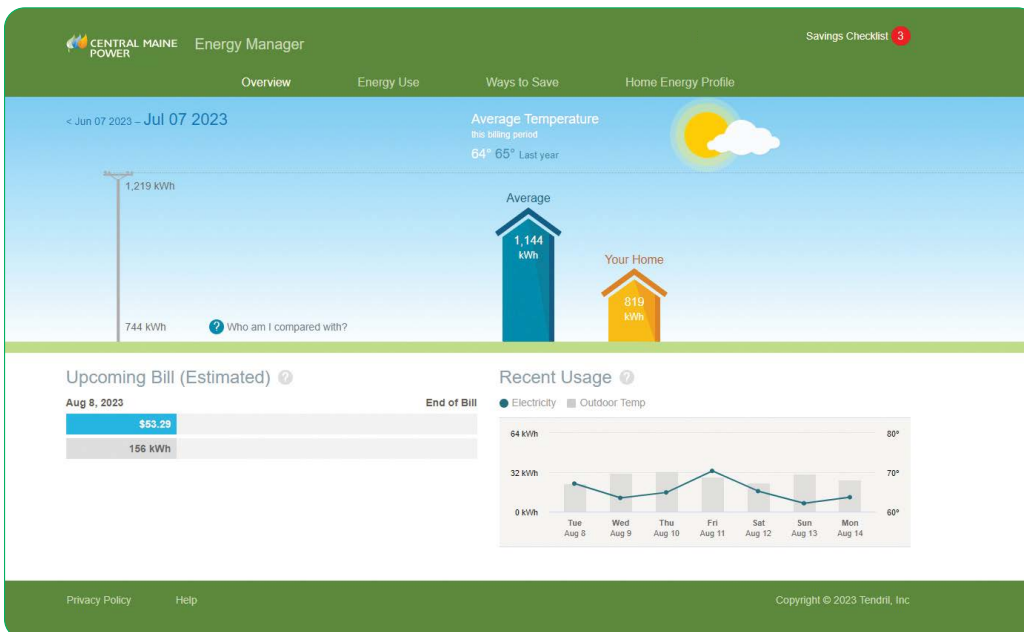 CENTRAL MAINE
POWER
Energy Manager
Savings Checklist 3
Overview Energy Use Ways to Save Home Energy Profile
< Jun 07 2023 – Jul 07 2023
Average Temperature
this billing period
64° 65° Last year
1,219 kWh
Average
1,144
kWh
Your Home
819
kWh
744 kWh
? Who am I compared with?
Upcoming Bill (Estimated) ?
Aug 8, 2023 End of Bill
$53.29
156 kWh
Recent Usage ?
Electricity Outdoor Temp
64 kWh 80°
32 kWh 70°
0 kWh 60°
Tue Wed Thu Fri Sat Sun Mon
Aug 8 Aug 9 Aug 10 Aug 11 Aug 12 Aug 13 Aug 14
Privacy Policy Help Copyright © 2023 Tendril, Inc